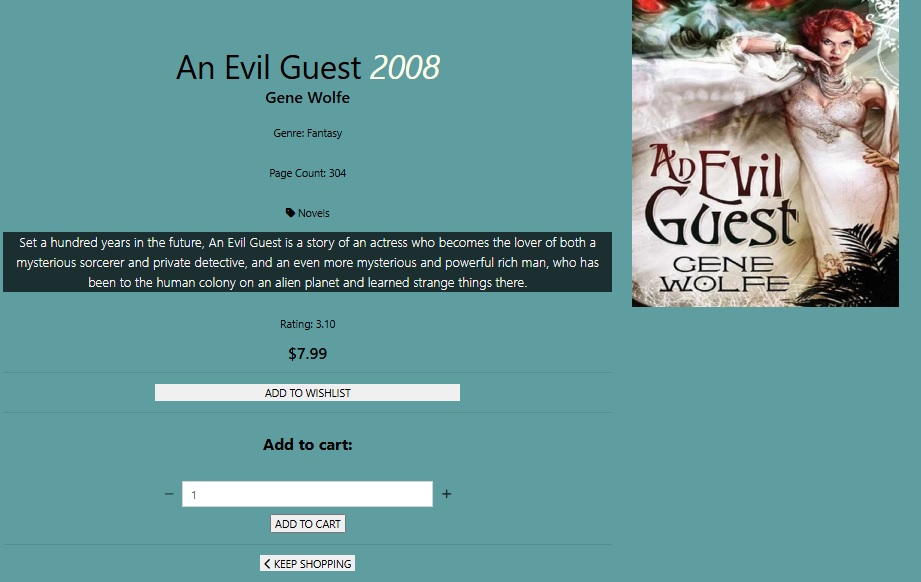 An Evil Guest 2008
Gene Wolfe
Genre: Fantasy
Page Count: 304
Novels
Set a hundred years in the future, An Evil Guest is a story of an actress who becomes the lover of both a
mysterious sorcerer and private detective, and an even more mysterious and powerful rich man, who has
been to the human colony on an alien planet and learned strange things there.
Rating: 3.10
$7.99
ADD TO WISHLIST
Add to cart:
− 1 +
ADD TO CART
KEEP SHOPPING
An Evil
Guest
GENE
WOLFE